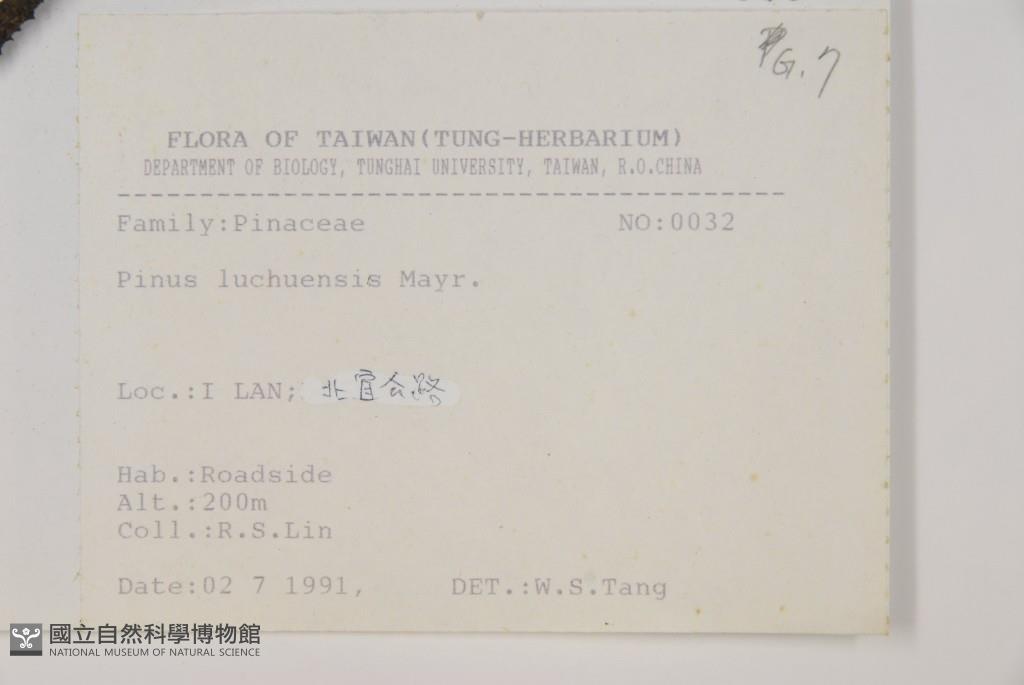 G.7
FLORA OF TAIWAN(TUNG-HERBARIUM)
DEPARTMENT OF BIOLOGY, TUNGHAI UNIVERSITY, TAIWAN, R.O.CHINA
Family:Pinaceae NO:0032
Pinus luchuensis Mayr.
Loc.:I LAN; 北宜公路
Hab.:Roadside
Alt.:200m
Coll.:R.S.Lin
Date:02 7 1991, DET.:W.S.Tang
國立自然科學博物館
NATIONAL MUSEUM OF NATURAL SCIENCE